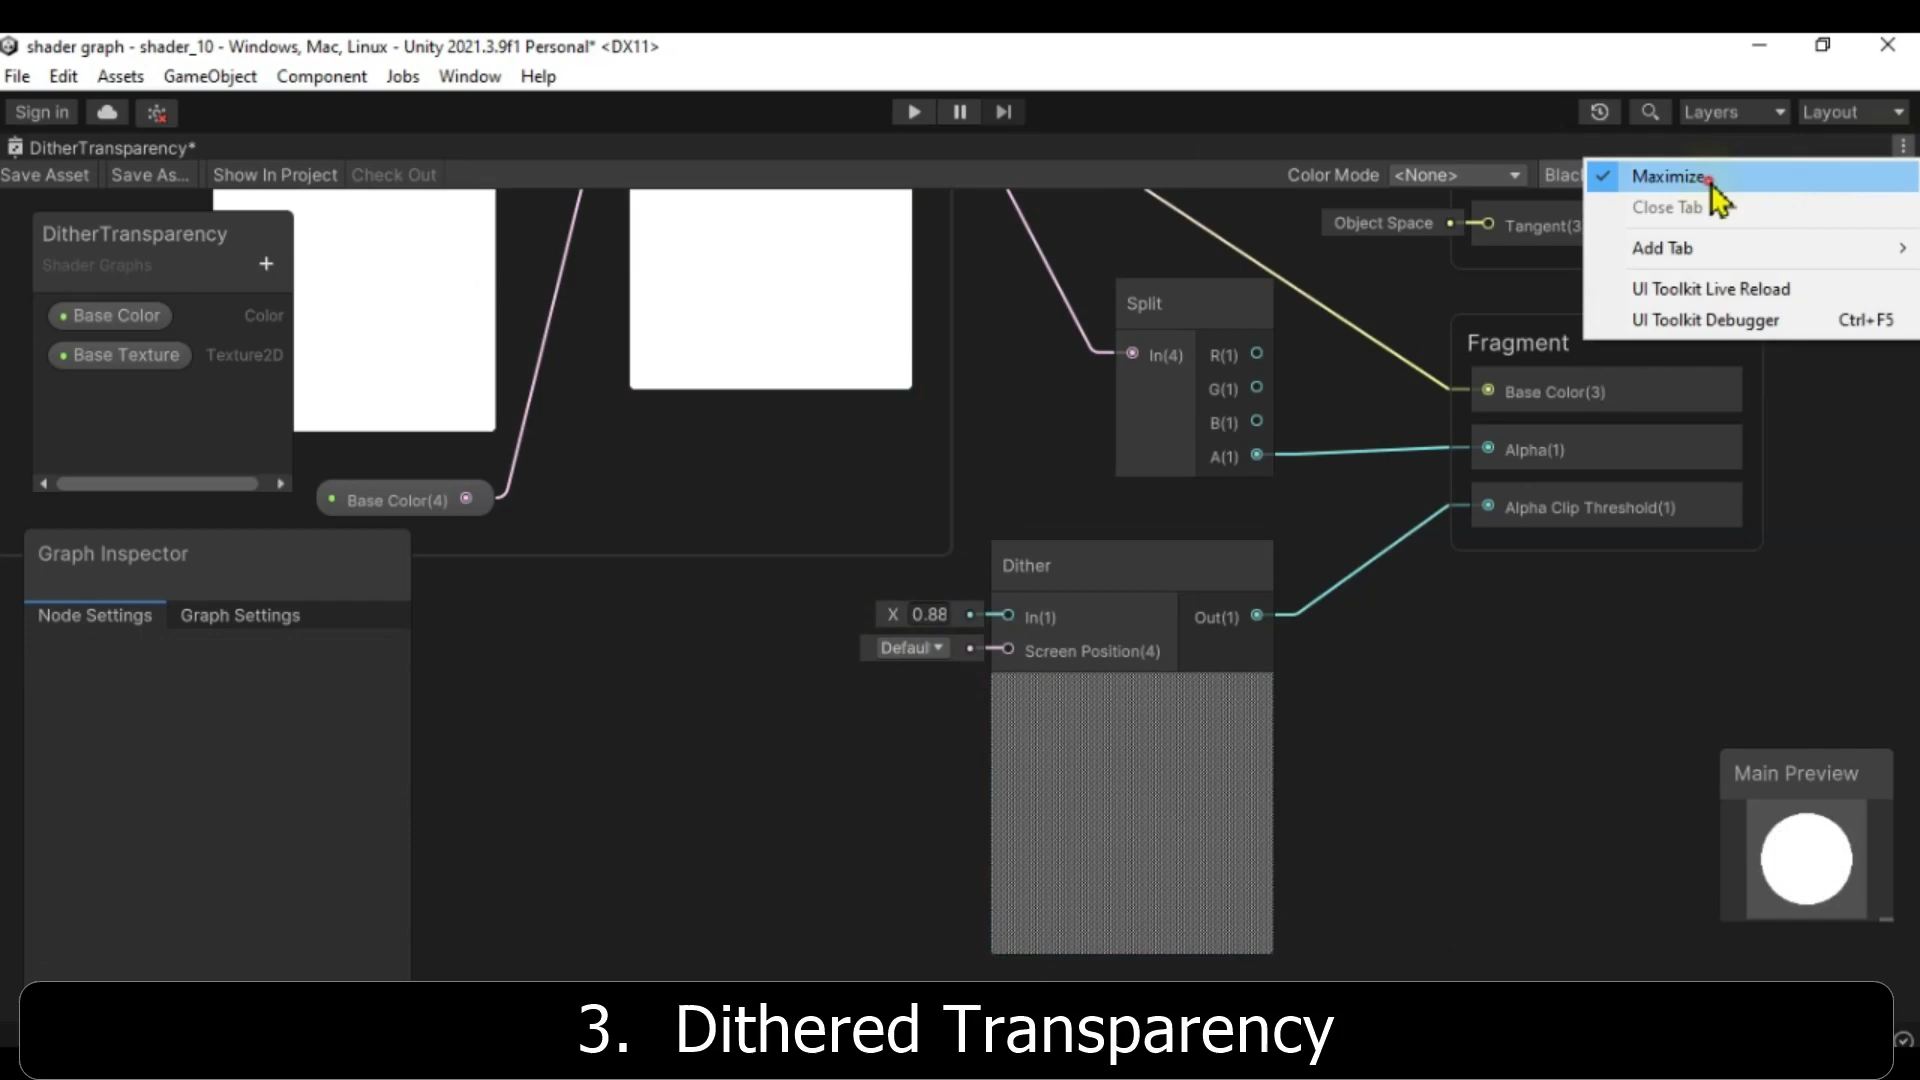 shader graph - shader_10 - Windows, Mac, Linux - Unity 2021.3.9f1 Personal* <DX11>
File Edit Assets GameObject Component Jobs Window Help
Sign in Layers Layout
DitherTransparency*
Save Asset Save As... Show In Project Check Out Color Mode <None> Blac
Maximize
Close Tab
Add Tab
UI Toolkit Live Reload
UI Toolkit Debugger Ctrl+F5
DitherTransparency
Shader Graphs
+
Base Color Color
Base Texture Texture2D
Base Color(4)
Object Space Tangent(3
Split
In(4) R(1)
G(1)
B(1)
A(1)
Fragment
Base Color(3)
Alpha(1)
Alpha Clip Threshold(1)
Graph Inspector
Node Settings Graph Settings
Dither
X 0.88 In(1) Out(1)
Defaul Screen Position(4)
Main Preview
3. Dithered Transparency